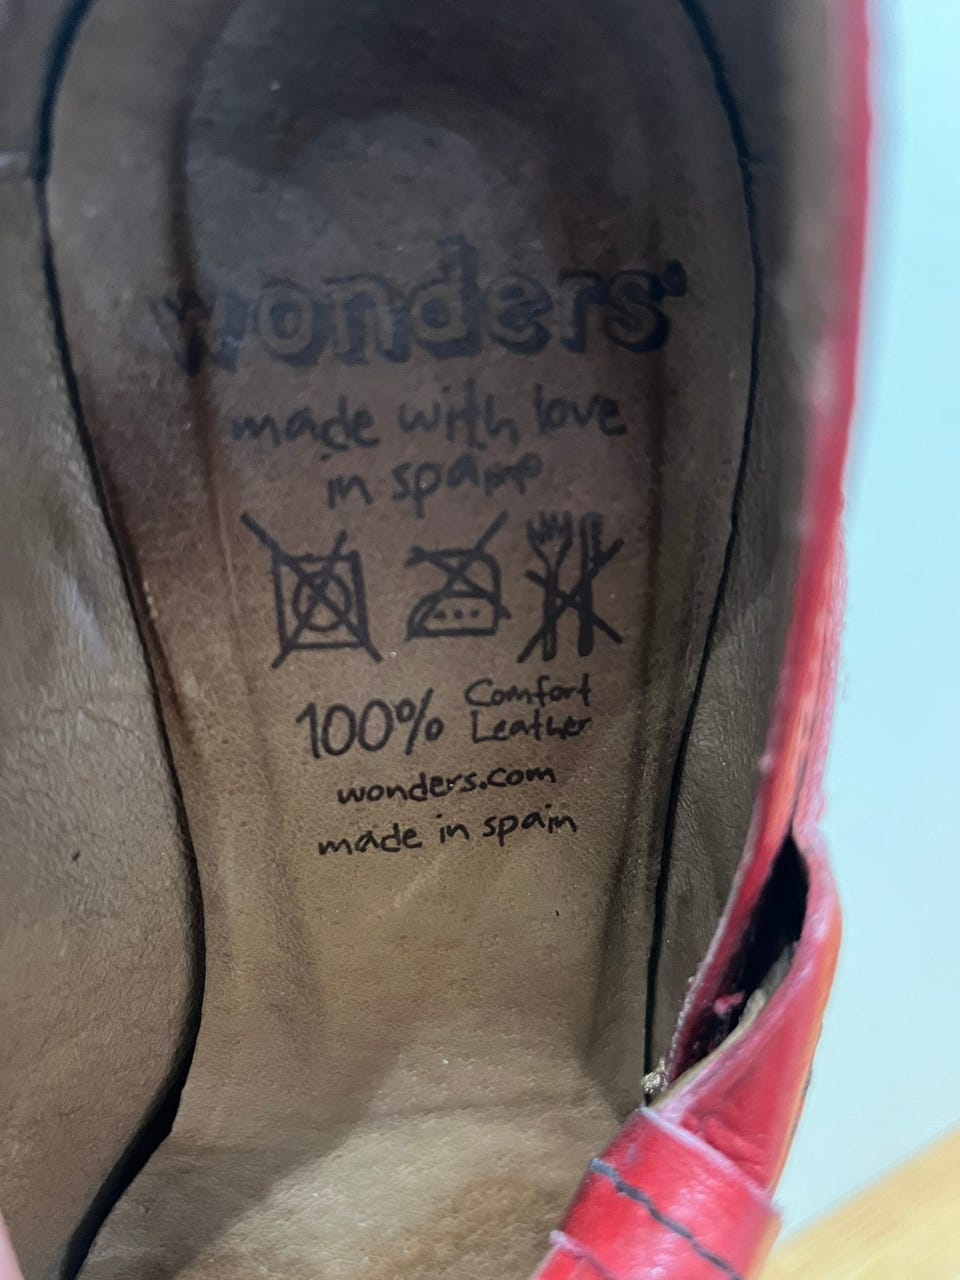 wonders
made with love
in spain
100% Comfort
Leather
wonders.com
made in spain